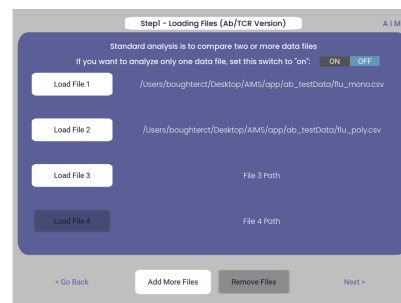 Step1 - Loading Files (Ab/TCR Version)
A I M
Standard analysis is to compare two or more data files
If you want to analyze only one data file, set this switch to "on": ON OFF
Load File 1 /Users/boughterct/Desktop/AIMS/app/ab_testData/flu_mono.csv
Load File 2 /Users/boughterct/Desktop/AIMS/app/ab_testData/flu_poly.csv
Load File 3 File 3 Path
Load File 4 File 4 Path
< Go Back Add More Files Remove Files Next >